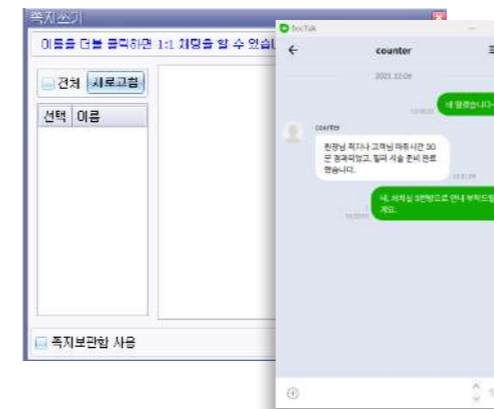 쪽지쓰기
이름을 더블 클릭하면 1:1 채팅을 할 수 있습
전체 새로고침
선택 이름
쪽지보관함 사용
DocTalk
counter
2021.12.06
네 알겠습니다~
counter
원장님 최지나 고객님 마취시간 30
분 경과되었고, 필러 시술 준비 완료
했습니다.
네, 처치실 3번방으로 안내 부탁드릴
게요.